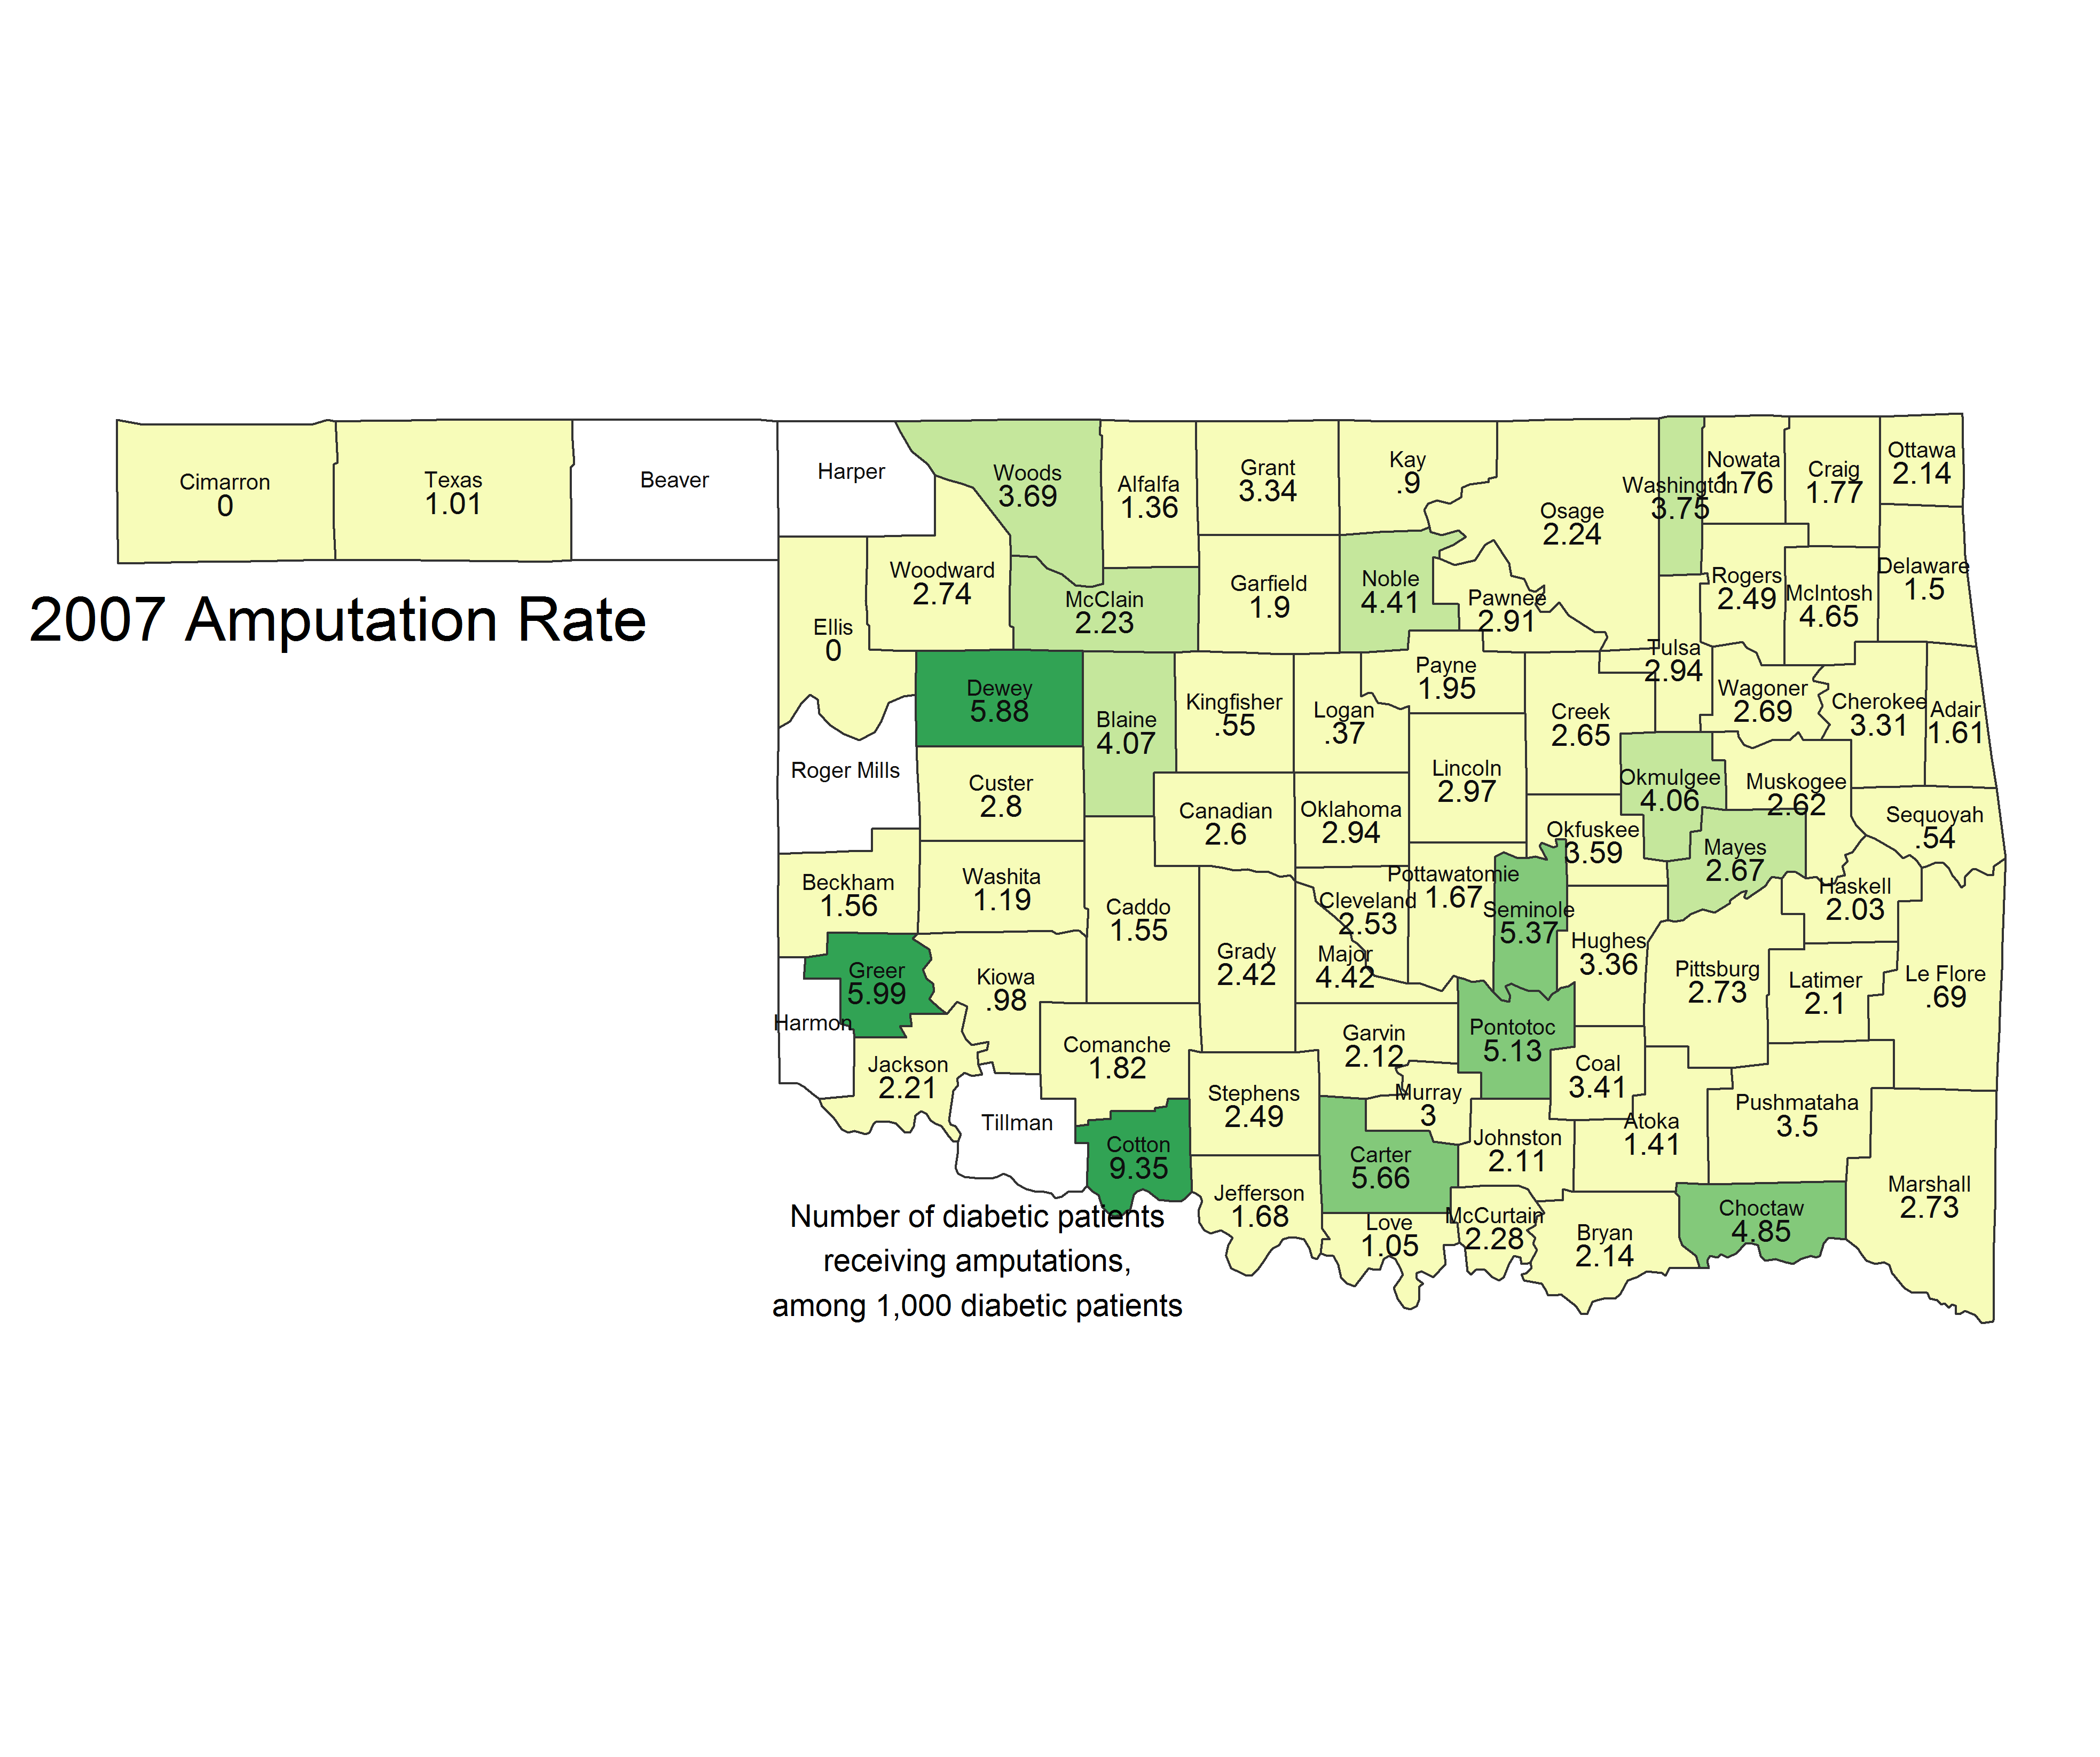 Cimarron
0
Texas
1.01
Beaver
Harper
Woods
3.69
Alfalfa
1.36
Grant
3.34
Kay
.9
Osage
2.24
Washington
3.75
Nowata
1.76
Craig
1.77
Ottawa
2.14
2007 Amputation Rate
Ellis
0
Woodward
2.74
McClain
2.23
Garfield
1.9
Noble
4.41
Pawnee
2.91
Rogers
2.49
McIntosh
4.65
Delaware
1.5
Dewey
5.88
Blaine
4.07
Kingfisher
.55
Logan
.37
Payne
1.95
Creek
2.65
Tulsa
2.94
Wagoner
2.69
Cherokee
3.31
Adair
1.61
Roger Mills
Custer
2.8
Canadian
2.6
Oklahoma
2.94
Lincoln
2.97
Okfuskee
3.59
Okmulgee
4.06
Muskogee
2.62
Mayes
2.67
Sequoyah
.54
Beckham
1.56
Washita
1.19
Caddo
1.55
Grady
2.42
Cleveland
2.53
Major
4.42
Pottawatomie
1.67
Seminole
5.37
Hughes
3.36
Pittsburg
2.73
Haskell
2.03
Latimer
2.1
Le Flore
.69
Greer
5.99
Harmon
Kiowa
.98
Jackson
2.21
Comanche
1.82
Tillman
Cotton
9.35
Stephens
2.49
Garvin
2.12
Murray
3
Pontotoc
5.13
Coal
3.41
Johnston
2.11
Atoka
1.41
Pushmataha
3.5
Jefferson
1.68
Carter
5.66
Love
1.05
McCurtain
2.28
Bryan
2.14
Choctaw
4.85
Marshall
2.73
Number of diabetic patients
receiving amputations,
among 1,000 diabetic patients